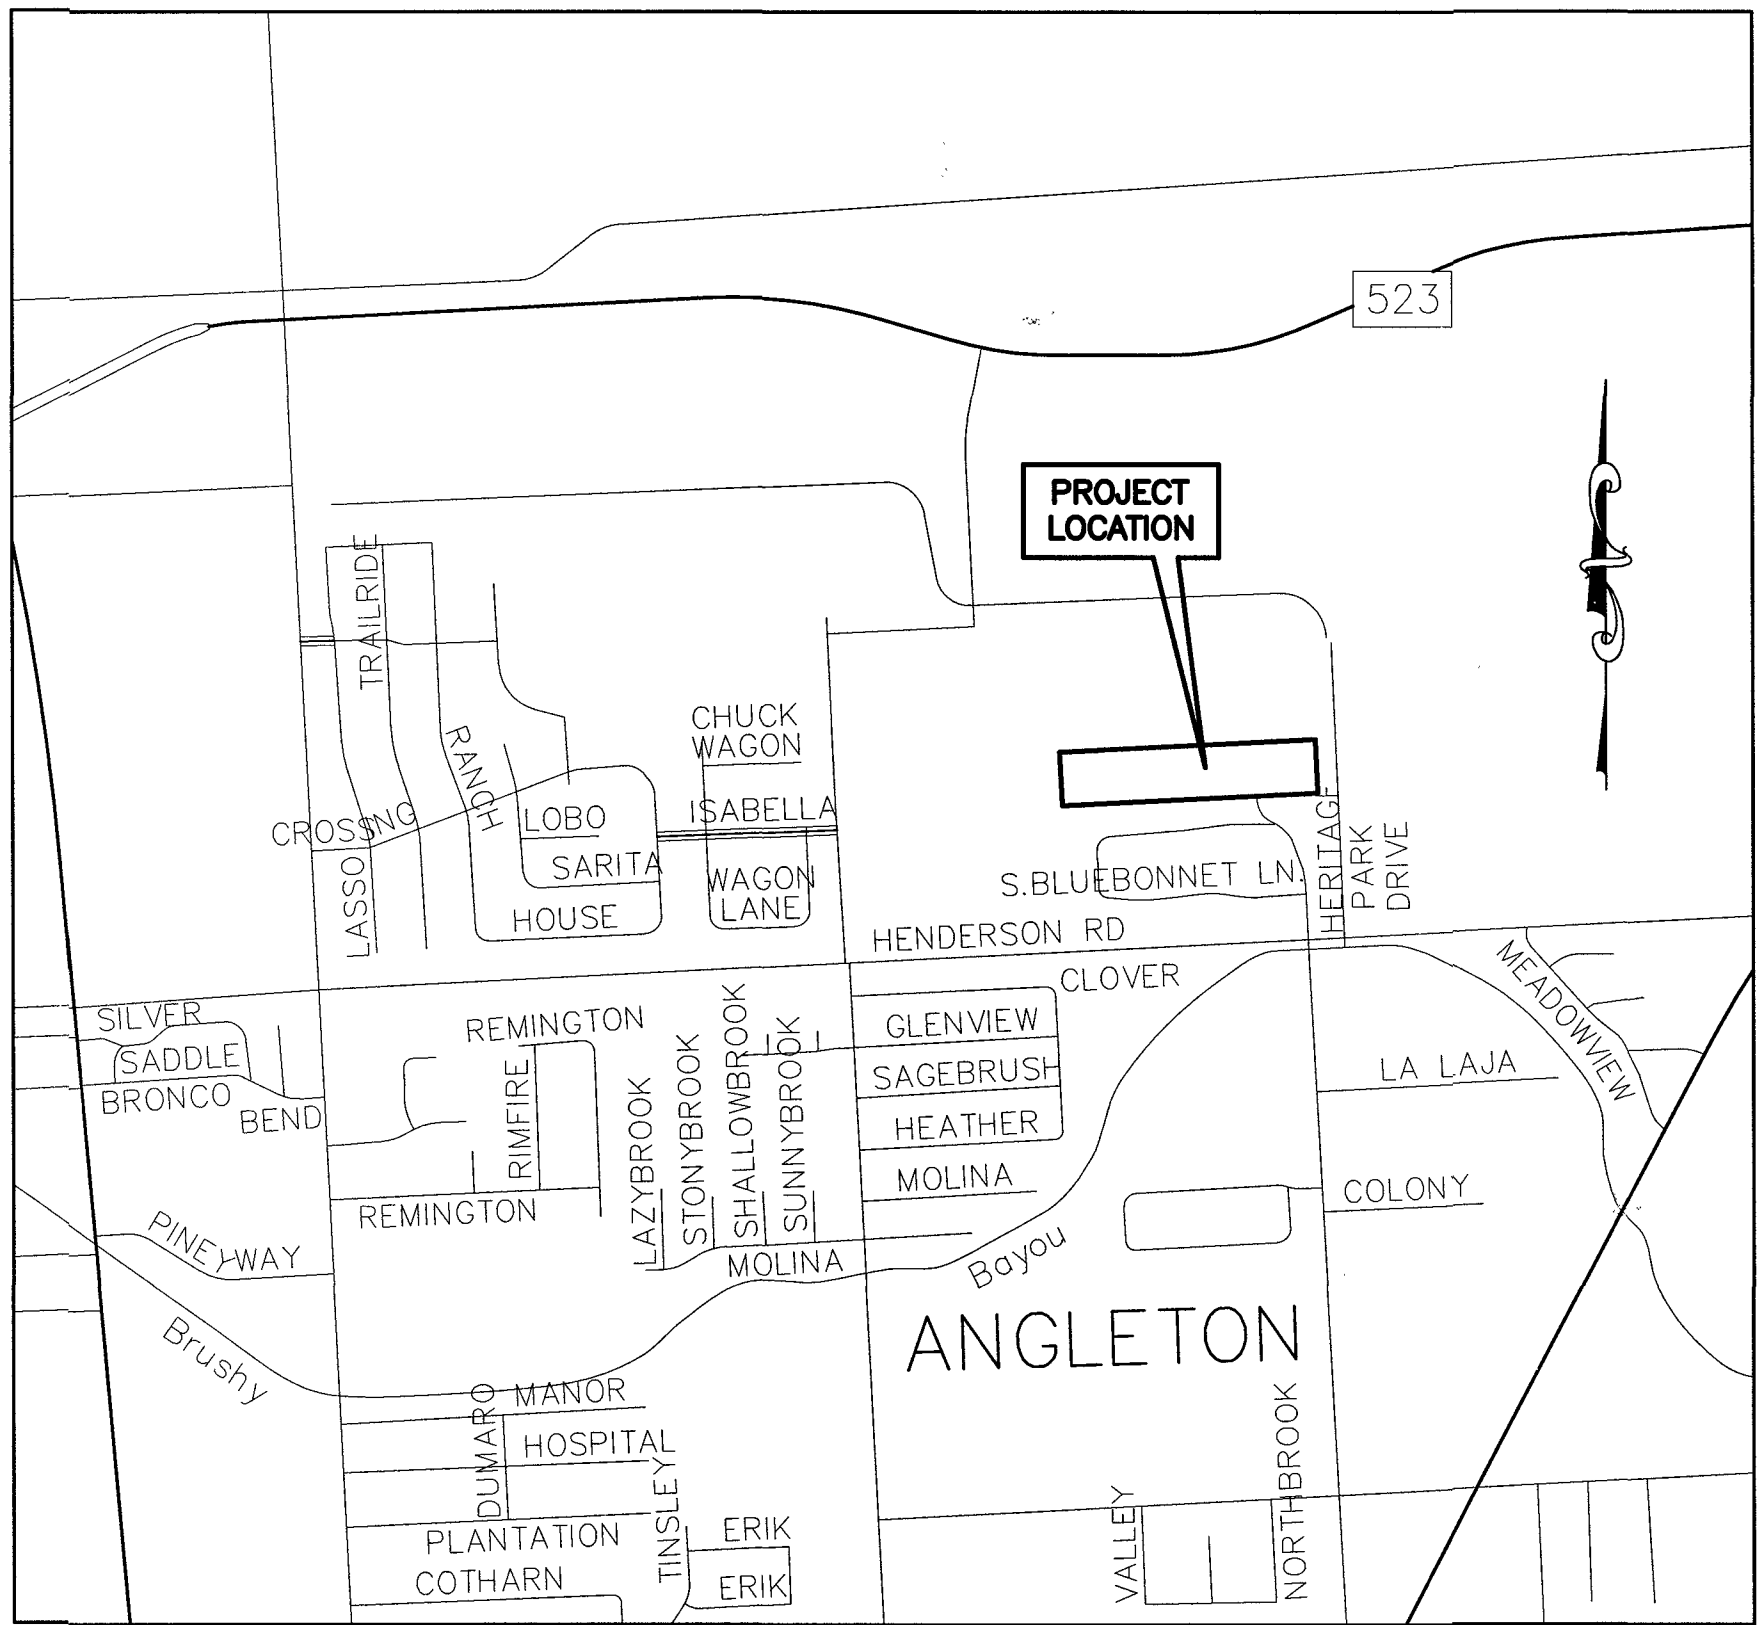 523
PROJECT
LOCATION
TRAILRIDE
RANCH
CHUCK
WAGON
CROSSNG
LOBO
ISABELLA
SARITA
LASSO
HOUSE
WAGON
LANE
S.BLUEBONNET LN.
HERITAGE
PARK
DRIVE
HENDERSON RD
CLOVER
MEADOWVIEW
SILVER
SADDLE
BRONCO
BEND
REMINGTON
RIMFIRE
REMINGTON
LAZYBROOK
STONYBROOK
SHALLOWBROOK
SUNNYBROOK
GLENVIEW
SAGEBRUSH
HEATHER
MOLINA
LA LAJA
COLONY
PINEYWAY
MOLINA
Bayou
Brushy
ANGLETON
MANOR
DUMARO
HOSPITAL
TINSLEY
PLANTATION
COTHARN
ERIK
ERIK
VALLEY
NORTHBROOK